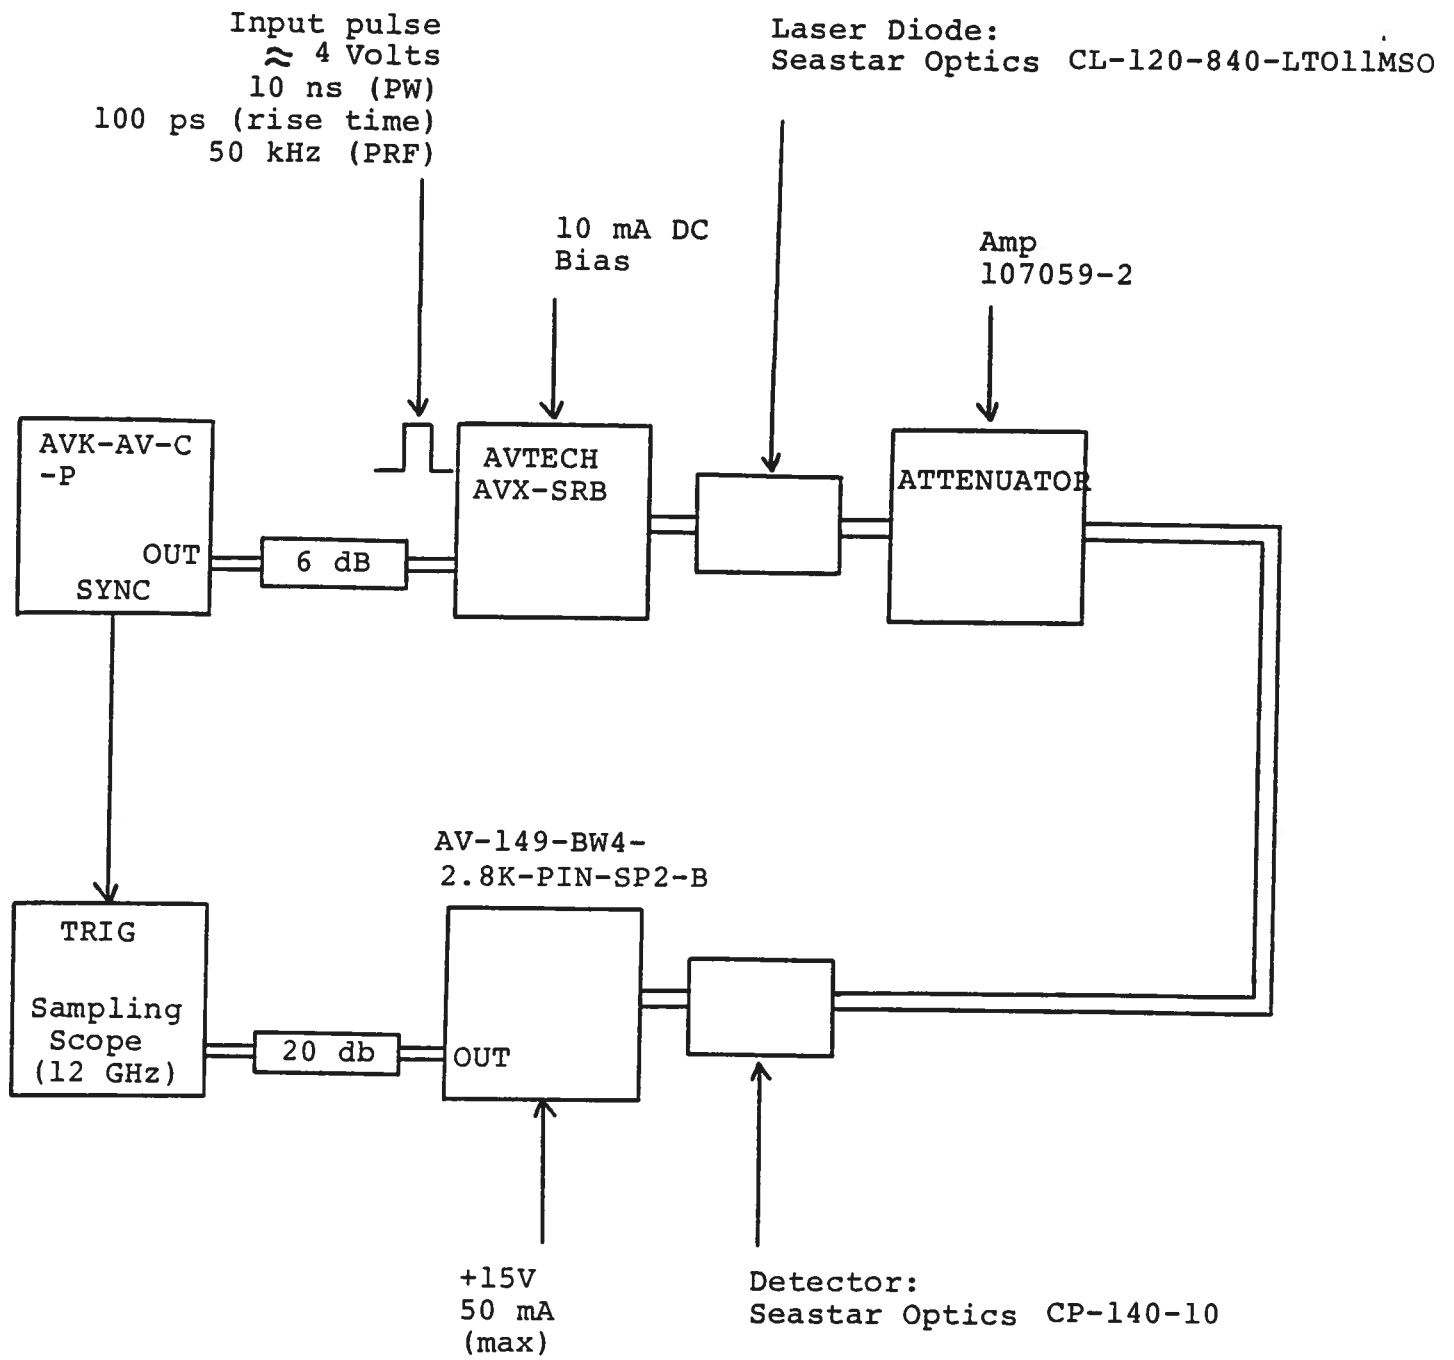 Input pulse
≈ 4 Volts
10 ns (PW)
100 ps (rise time)
50 kHz (PRF)
Laser Diode:
Seastar Optics CL-120-840-LTO11MSO
10 mA DC
Bias
Amp
107059-2
AVK-AV-C
-P
OUT
SYNC
6 dB
AVTECH
AVX-SRB
ATTENUATOR
AV-149-BW4-
2.8K-PIN-SP2-B
TRIG
Sampling
Scope
(12 GHz)
20 db
OUT
+15V
50 mA
(max)
Detector:
Seastar Optics CP-140-10